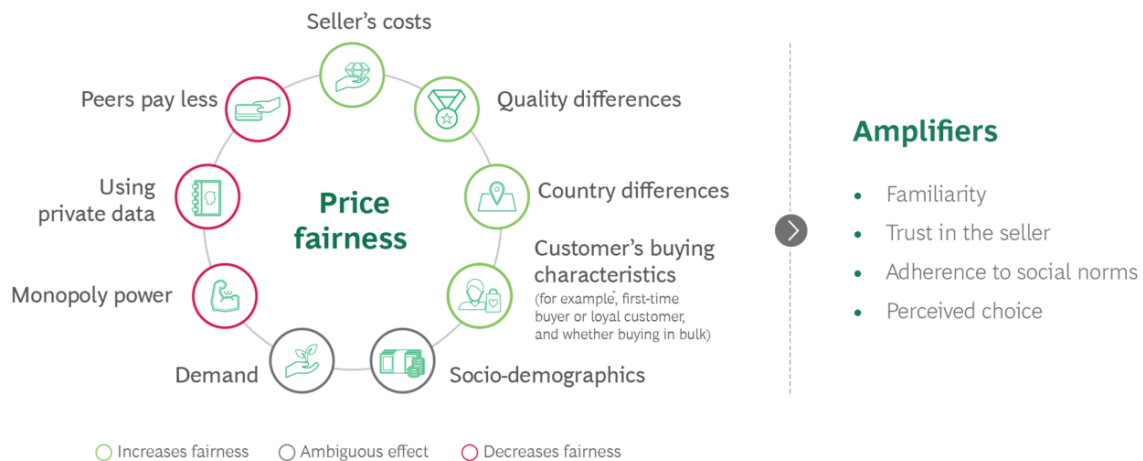 Seller's costs
Peers pay less
Quality differences
Using
private data
Price
fairness
Country differences
Monopoly power
Customer's buying
characteristics
(for example, first-time
buyer or loyal customer,
and whether buying in bulk)
Demand
Socio-demographics
Increases fairness
Ambiguous effect
Decreases fairness
Amplifiers
• Familiarity
• Trust in the seller
• Adherence to social norms
• Perceived choice